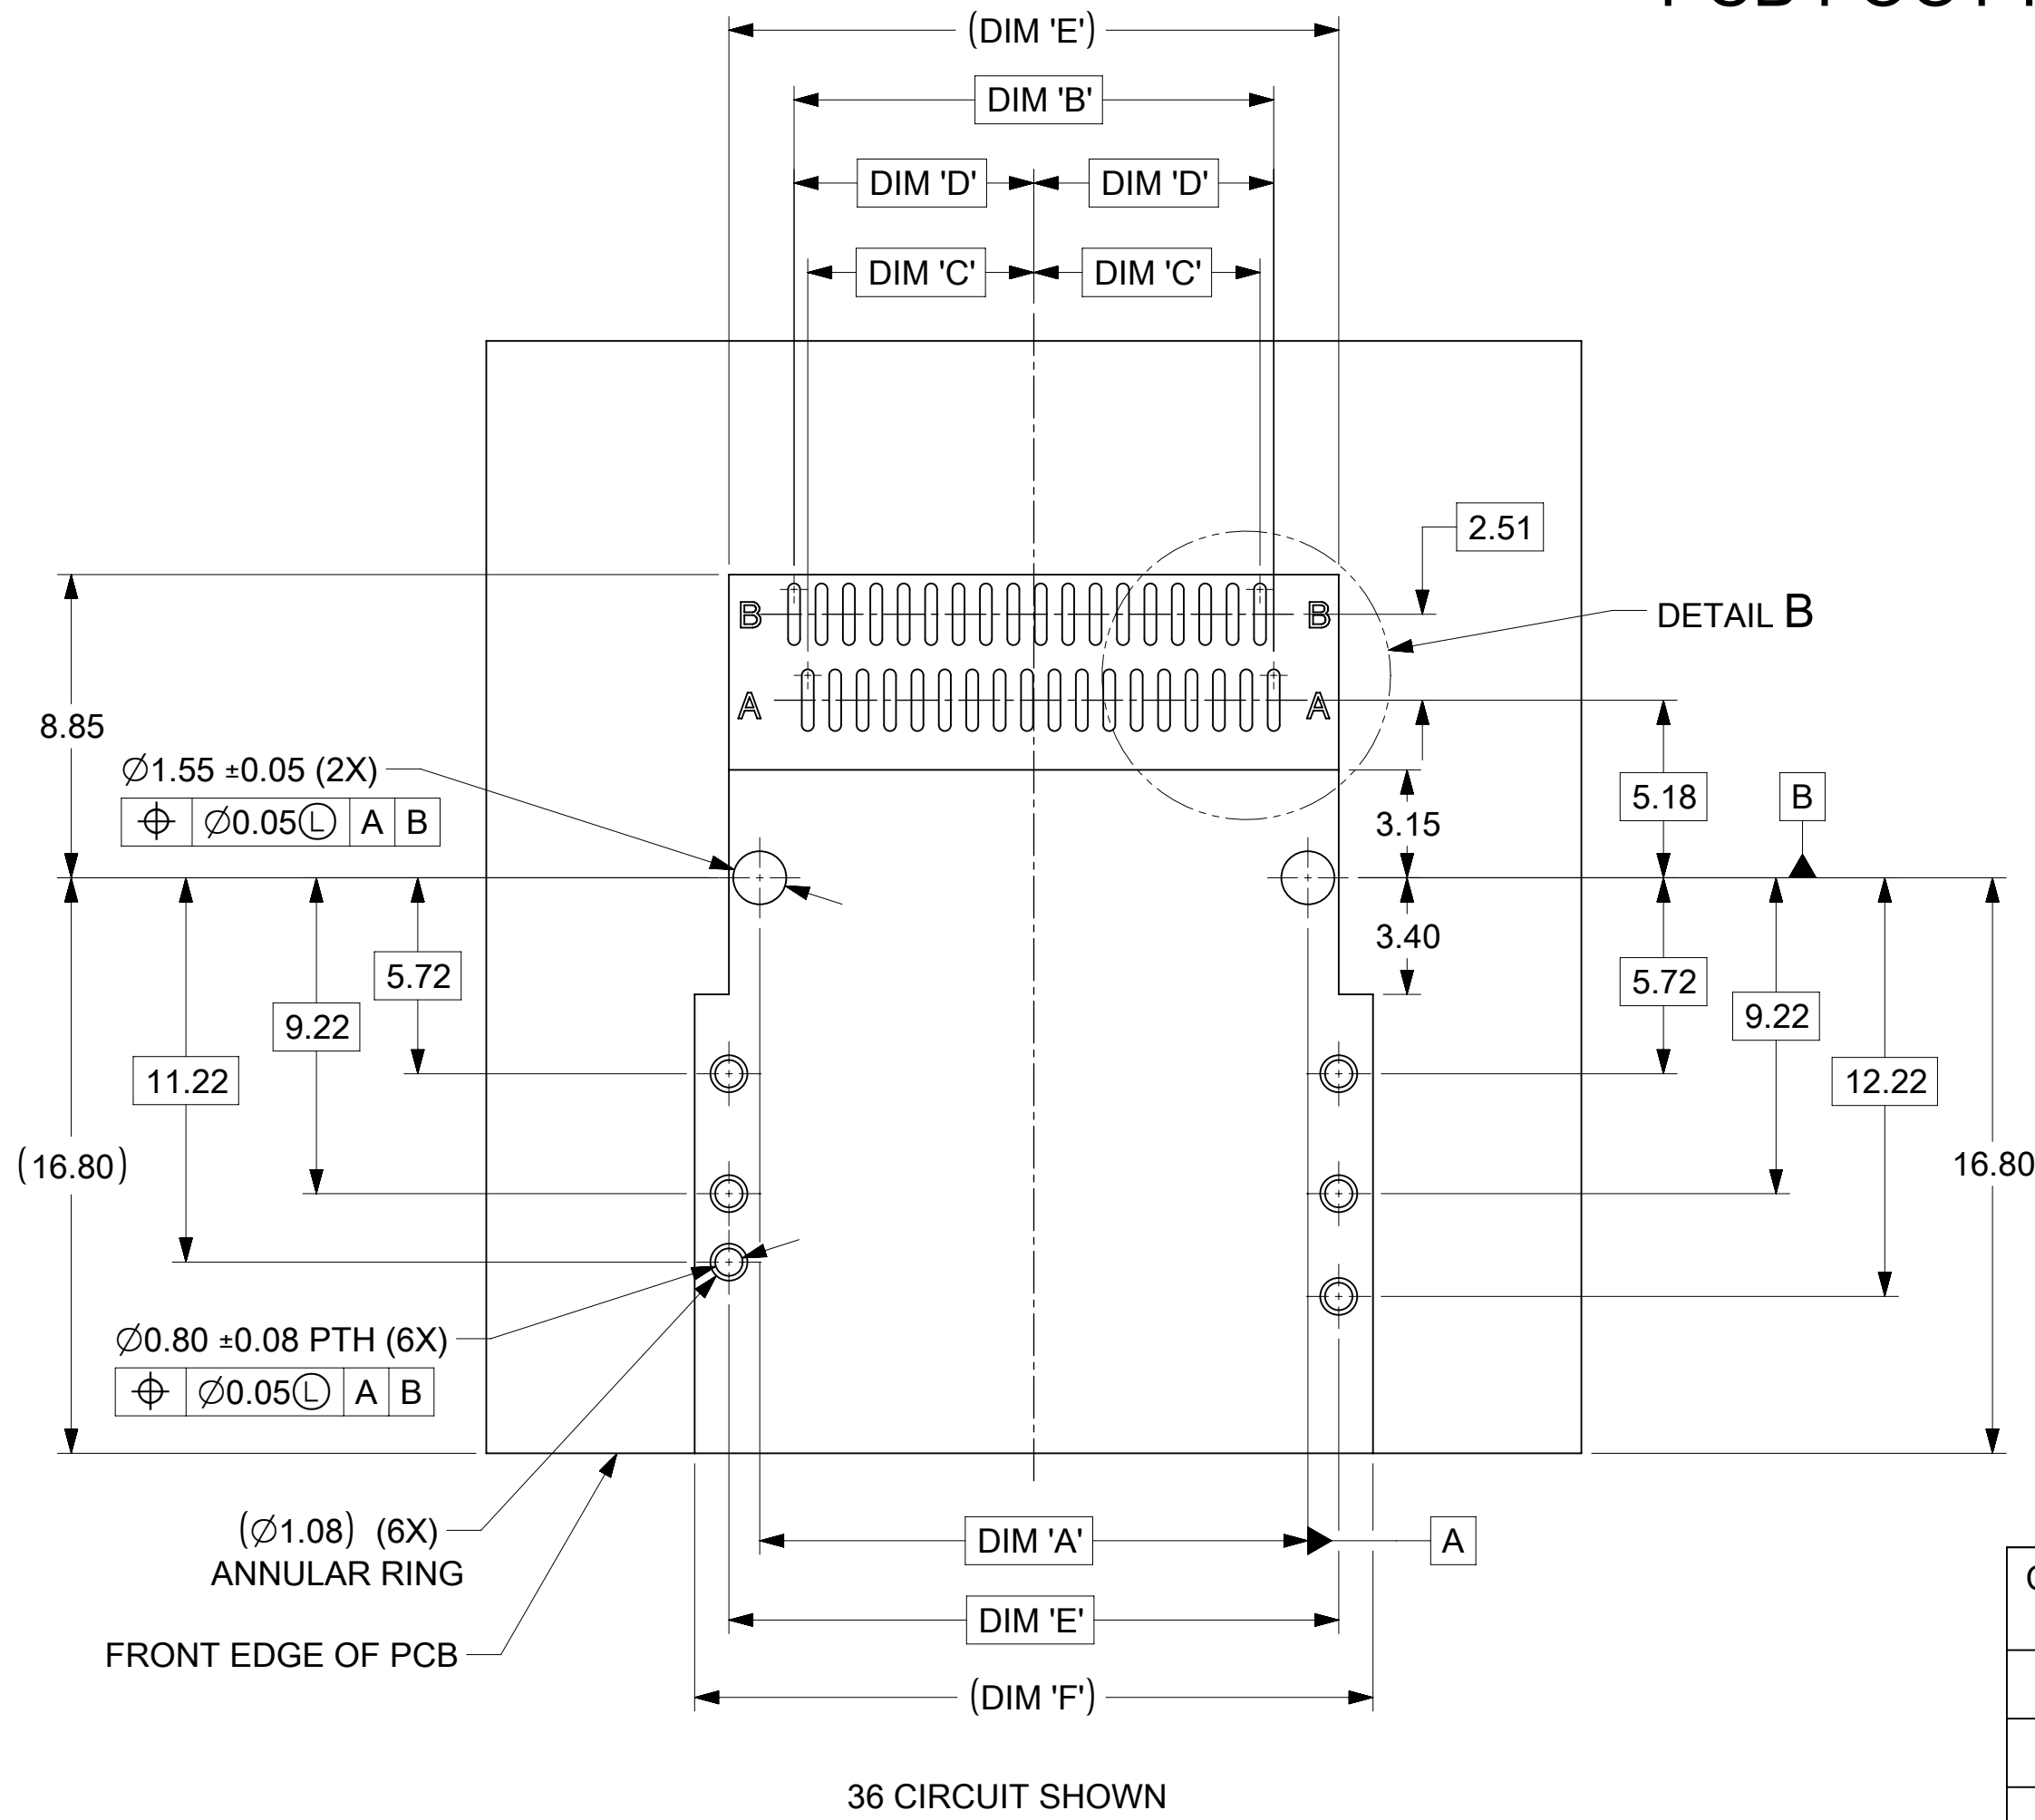 (DIM 'E')
DIM 'B'
DIM 'D' DIM 'D'
DIM 'C' DIM 'C'
2.51
B B
DETAIL B
A A
8.85
⌀1.55 ±0.05 (2X)
⌖ ⌀0.05Ⓛ A B
3.15
5.18
B
3.40
5.72
5.72
9.22
9.22
11.22
12.22
(16.80)
16.80
⌀0.80 ±0.08 PTH (6X)
⌖ ⌀0.05Ⓛ A B
(⌀1.08) (6X)
ANNULAR RING
DIM 'A'
A
DIM 'E'
FRONT EDGE OF PCB
(DIM 'F')
36 CIRCUIT SHOWN